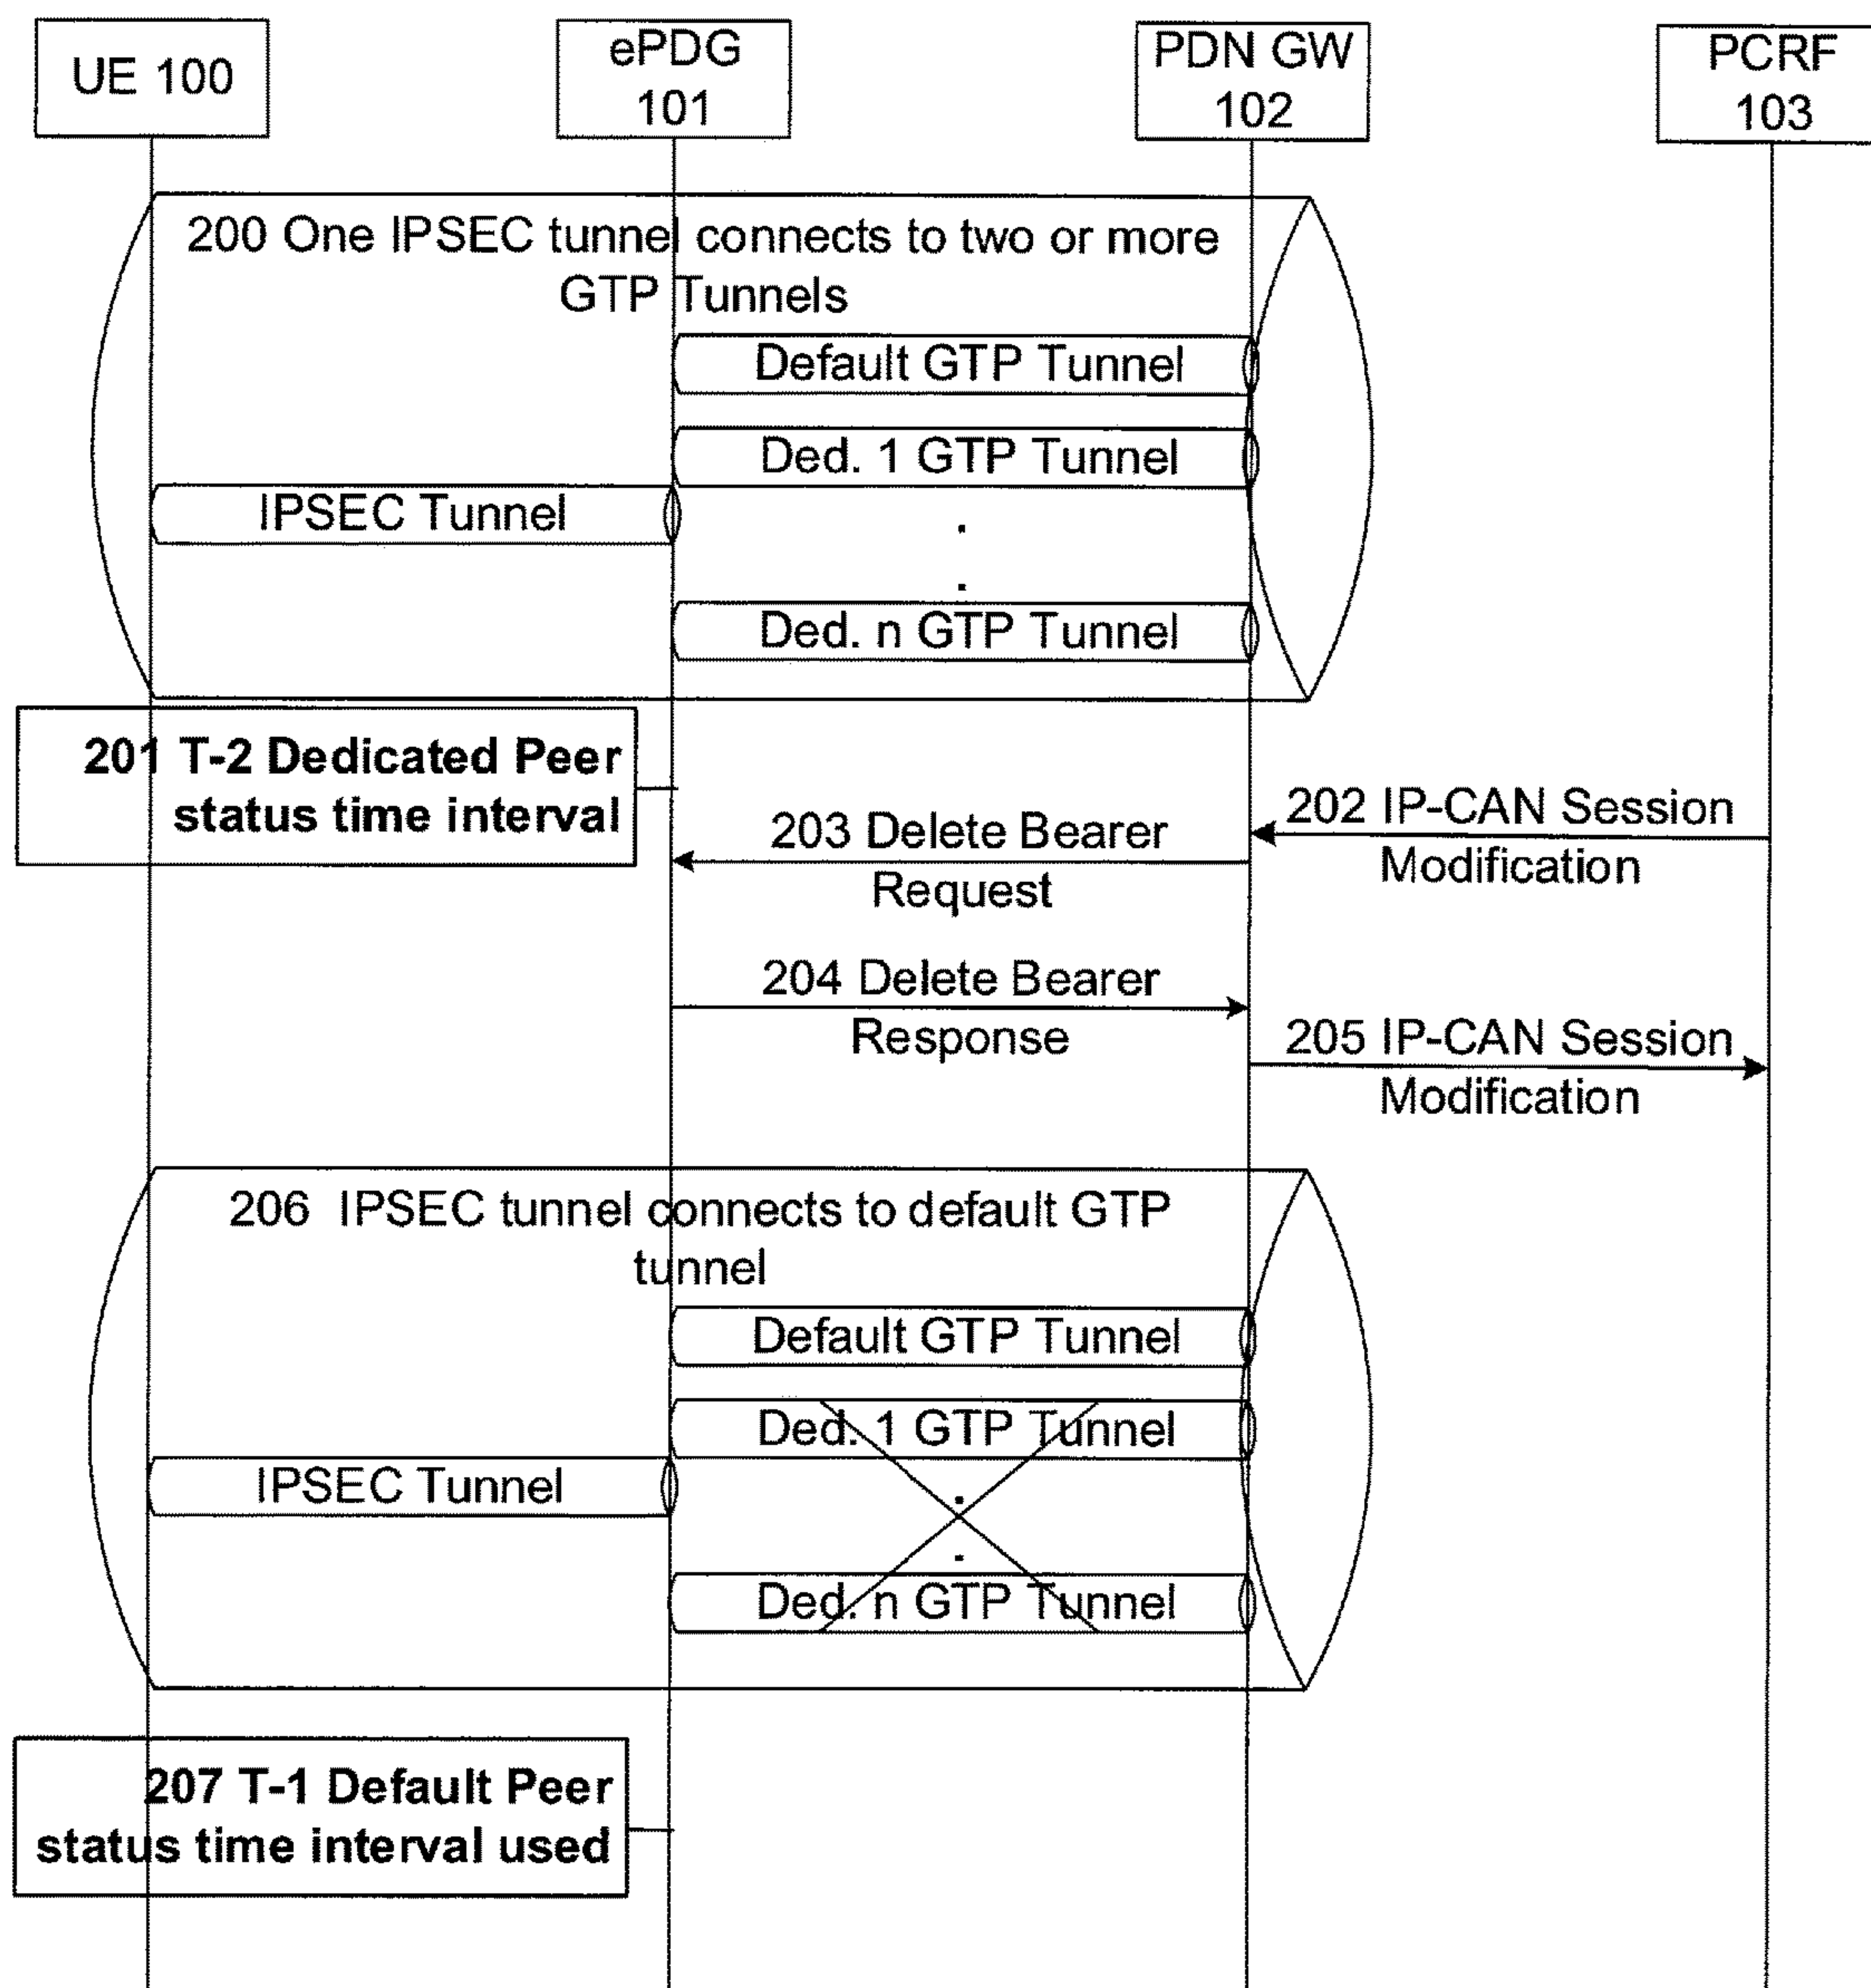 UE 100
ePDG
101
PDN GW
102
PCRF
103
200 One IPSEC tunnel connects to two or more
GTP Tunnels
Default GTP Tunnel
Ded. 1 GTP Tunnel
IPSEC Tunnel
.
.
Ded. n GTP Tunnel
201 T-2 Dedicated Peer
status time interval
202 IP-CAN Session
Modification
203 Delete Bearer
Request
204 Delete Bearer
Response
205 IP-CAN Session
Modification
206 IPSEC tunnel connects to default GTP
tunnel
Default GTP Tunnel
Ded. 1 GTP Tunnel
IPSEC Tunnel
.
.
Ded. n GTP Tunnel
207 T-1 Default Peer
status time interval used